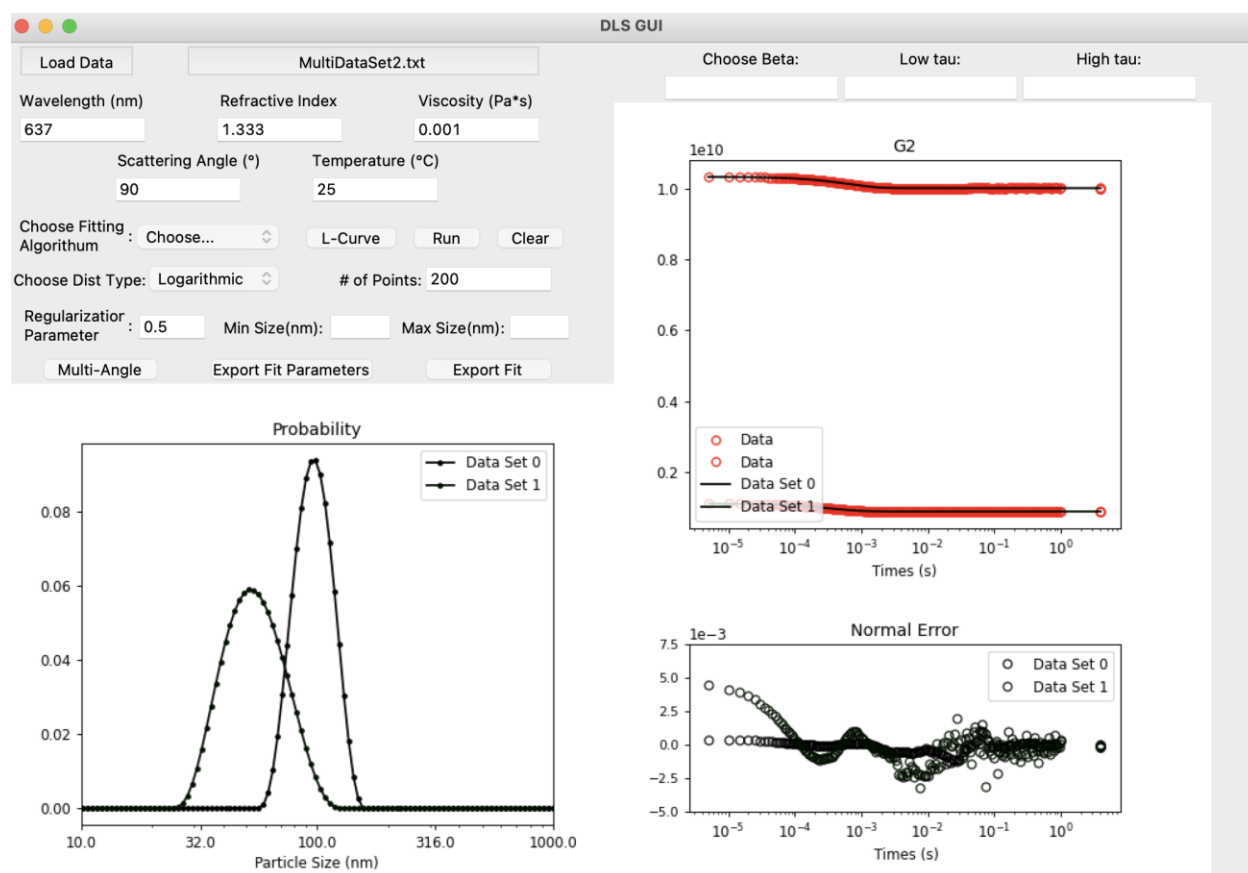 DLS GUI
Load Data
MultiDataSet2.txt
Choose Beta:
Low tau:
High tau:
Wavelength (nm)
Refractive Index
Viscosity (Pa*s)
637
1.333
0.001
Scattering Angle (°)
Temperature (°C)
90
25
Choose Fitting
Algorithum
: Choose...
L-Curve
Run
Clear
Choose Dist Type:
Logarithmic
# of Points:
200
Regularization
Parameter
: 0.5
Min Size(nm):
Max Size(nm):
Multi-Angle
Export Fit Parameters
Export Fit
Probability
Data Set 0
Data Set 1
0.08
0.06
0.04
0.02
0.00
10.0 32.0 100.0 316.0 1000.0
Particle Size (nm)
G2
1e10
1.0
0.8
0.6
0.4
0.2
Data
Data
Data Set 0
Data Set 1
10⁻⁵ 10⁻⁴ 10⁻³ 10⁻² 10⁻¹ 10⁰
Times (s)
Normal Error
1e−3
7.5
5.0
2.5
0.0
−2.5
−5.0
Data Set 0
Data Set 1
10⁻⁵ 10⁻⁴ 10⁻³ 10⁻² 10⁻¹ 10⁰
Times (s)